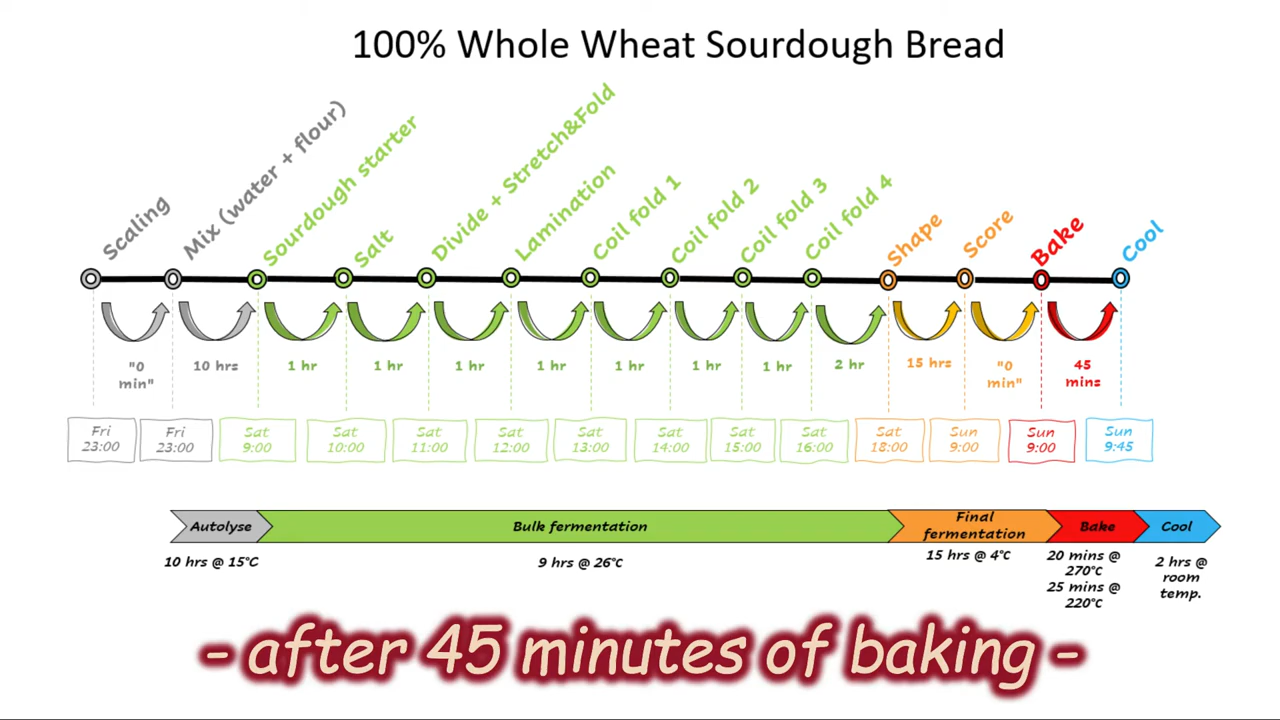 100% Whole Wheat Sourdough Bread
Scaling
Mix (water + flour)
Sourdough starter
Salt
Divide + Stretch&Fold
Lamination
Coil fold 1
Coil fold 2
Coil fold 3
Coil fold 4
Shape
Score
Bake
Cool
"0
min"
10 hrs
1 hr
1 hr
1 hr
1 hr
1 hr
1 hr
1 hr
2 hr
15 hrs
"0
min"
45
mins
Fri
23:00
Fri
23:00
Sat
9:00
Sat
10:00
Sat
11:00
Sat
12:00
Sat
13:00
Sat
14:00
Sat
15:00
Sat
16:00
Sat
18:00
Sun
9:00
Sun
9:00
Sun
9:45
Autolyse
Bulk fermentation
Final
fermentation
Bake
Cool
10 hrs @ 15°C
9 hrs @ 26°C
15 hrs @ 4°C
20 mins @
270°C
25 mins @
220°C
2 hrs @
room
temp.
- after 45 minutes of baking -